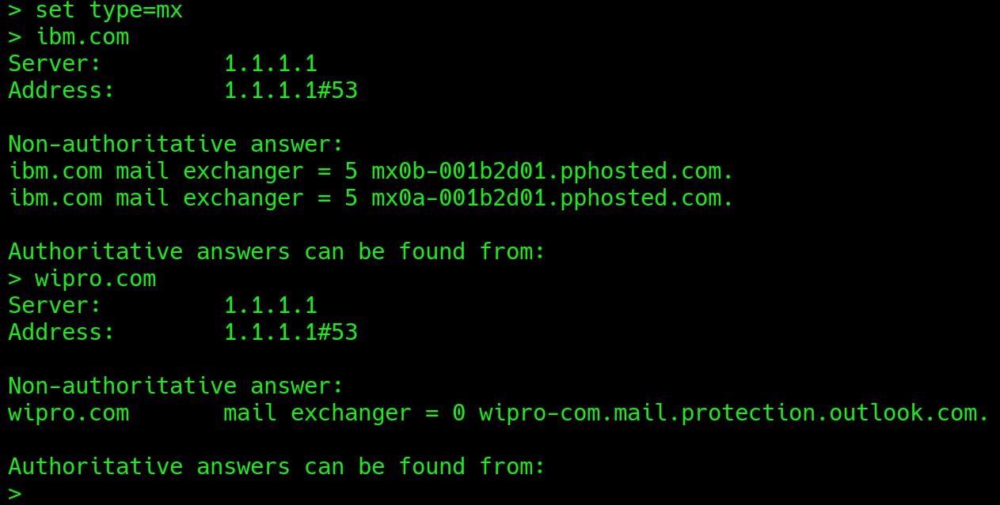 > set type=mx
> ibm.com
Server:         1.1.1.1
Address:        1.1.1.1#53

Non-authoritative answer:
ibm.com mail exchanger = 5 mx0b-001b2d01.pphosted.com.
ibm.com mail exchanger = 5 mx0a-001b2d01.pphosted.com.

Authoritative answers can be found from:
> wipro.com
Server:         1.1.1.1
Address:        1.1.1.1#53

Non-authoritative answer:
wipro.com       mail exchanger = 0 wipro-com.mail.protection.outlook.com.

Authoritative answers can be found from:
>